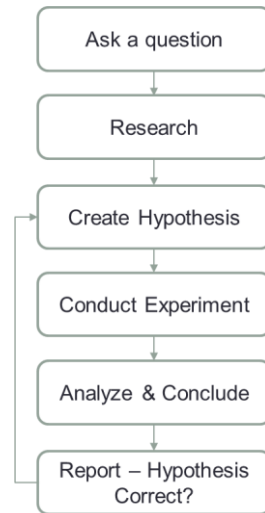 Ask a question
Research
Create Hypothesis
Conduct Experiment
Analyze & Conclude
Report – Hypothesis
Correct?